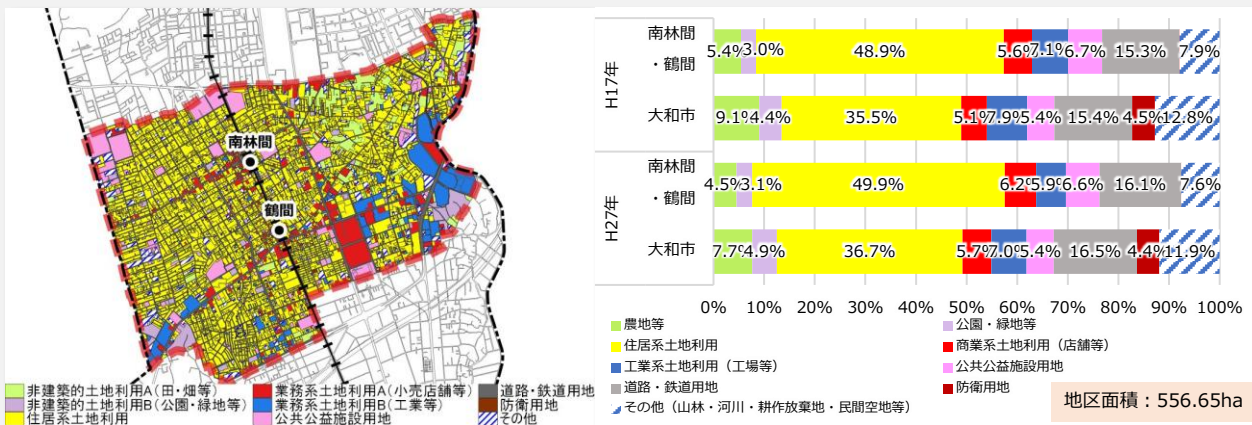 南林間
鶴間
非建築的土地利用A(田・畑等)
業務系土地利用A(小売店舗等)
道路・鉄道用地
非建築的土地利用B(公園・緑地等)
業務系土地利用B(工業等)
防衛用地
住居系土地利用
公共公益施設用地
その他
H17年
南林間
・鶴間
5.4%
3.0%
48.9%
5.6%
7.1%
6.7%
15.3%
7.9%
大和市
9.1%
4.4%
35.5%
5.1%
7.9%
5.4%
15.4%
4.5%
12.8%
H27年
南林間
・鶴間
4.5%
3.1%
49.9%
6.2%
5.9%
6.6%
16.1%
7.6%
大和市
7.7%
4.9%
36.7%
5.7%
7.0%
5.4%
16.5%
4.4%
11.9%
0% 10% 20% 30% 40% 50% 60% 70% 80% 90% 100%
農地等
公園・緑地等
住居系土地利用
商業系土地利用（店舗等）
工業系土地利用（工場等）
公共公益施設用地
道路・鉄道用地
防衛用地
その他（山林・河川・耕作放棄地・民間空地等）
地区面積：556.65ha